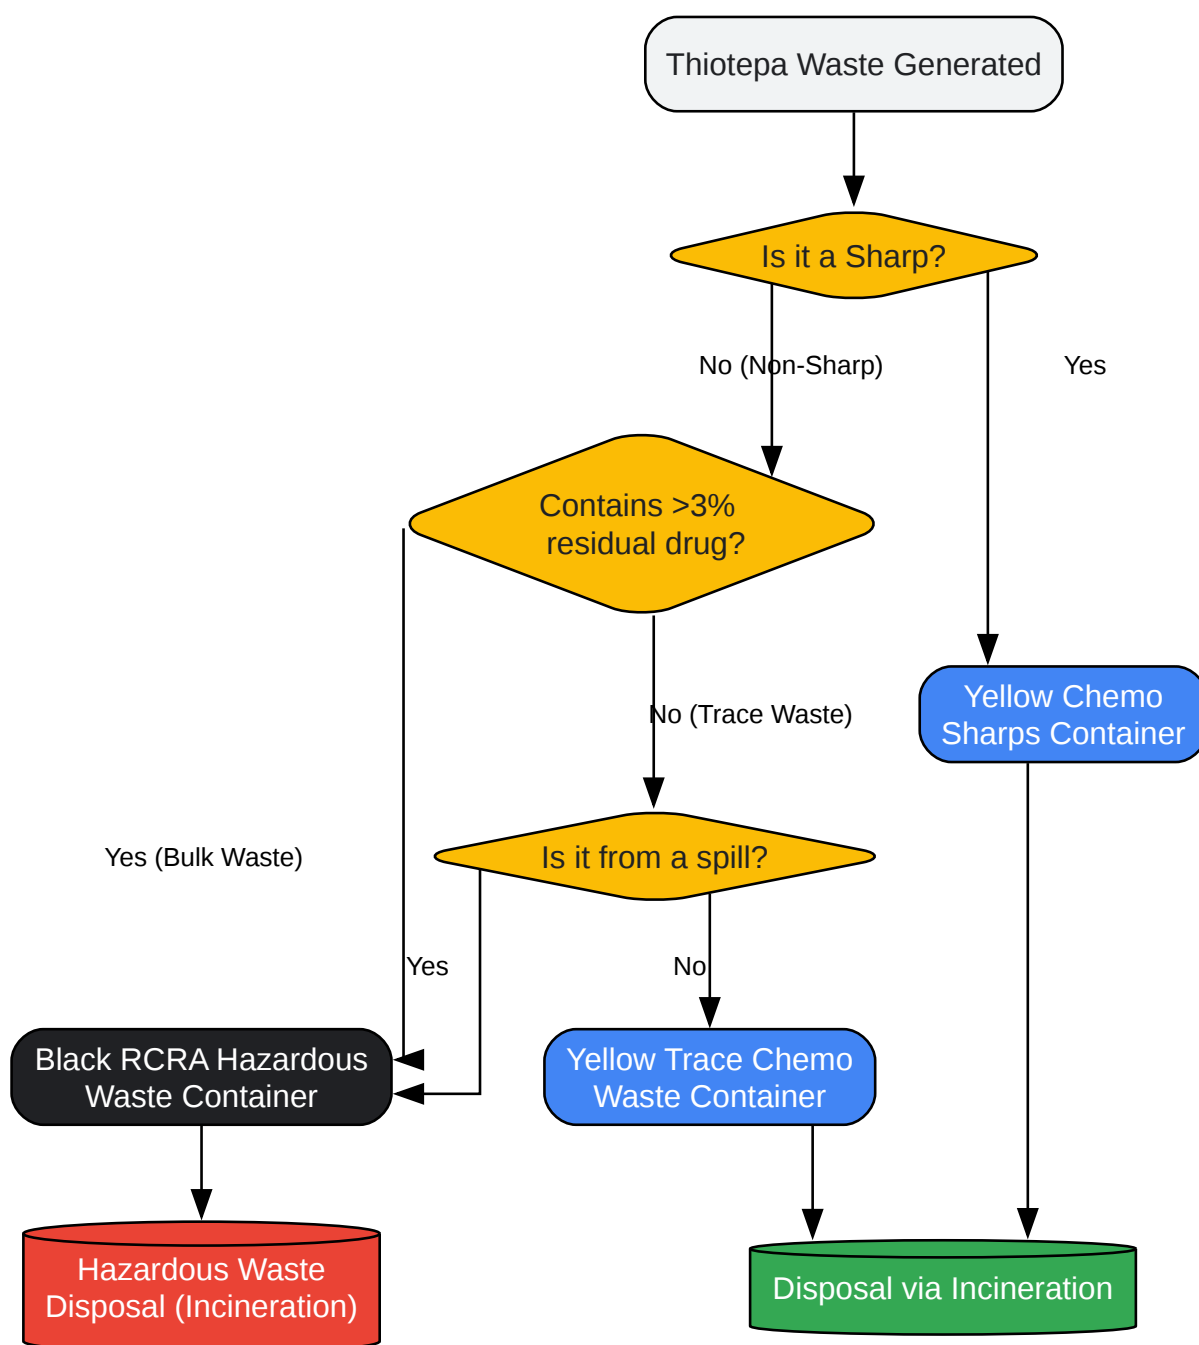 Thiotepa Waste Generated
Is it a Sharp?
No (Non-Sharp)
Yes
Contains >3%
residual drug?
Yellow Chemo
Sharps Container
No (Trace Waste)
Yes (Bulk Waste)
Is it from a spill?
Yes
No
Black RCRA Hazardous
Waste Container
Yellow Trace Chemo
Waste Container
Hazardous Waste
Disposal (Incineration)
Disposal via Incineration